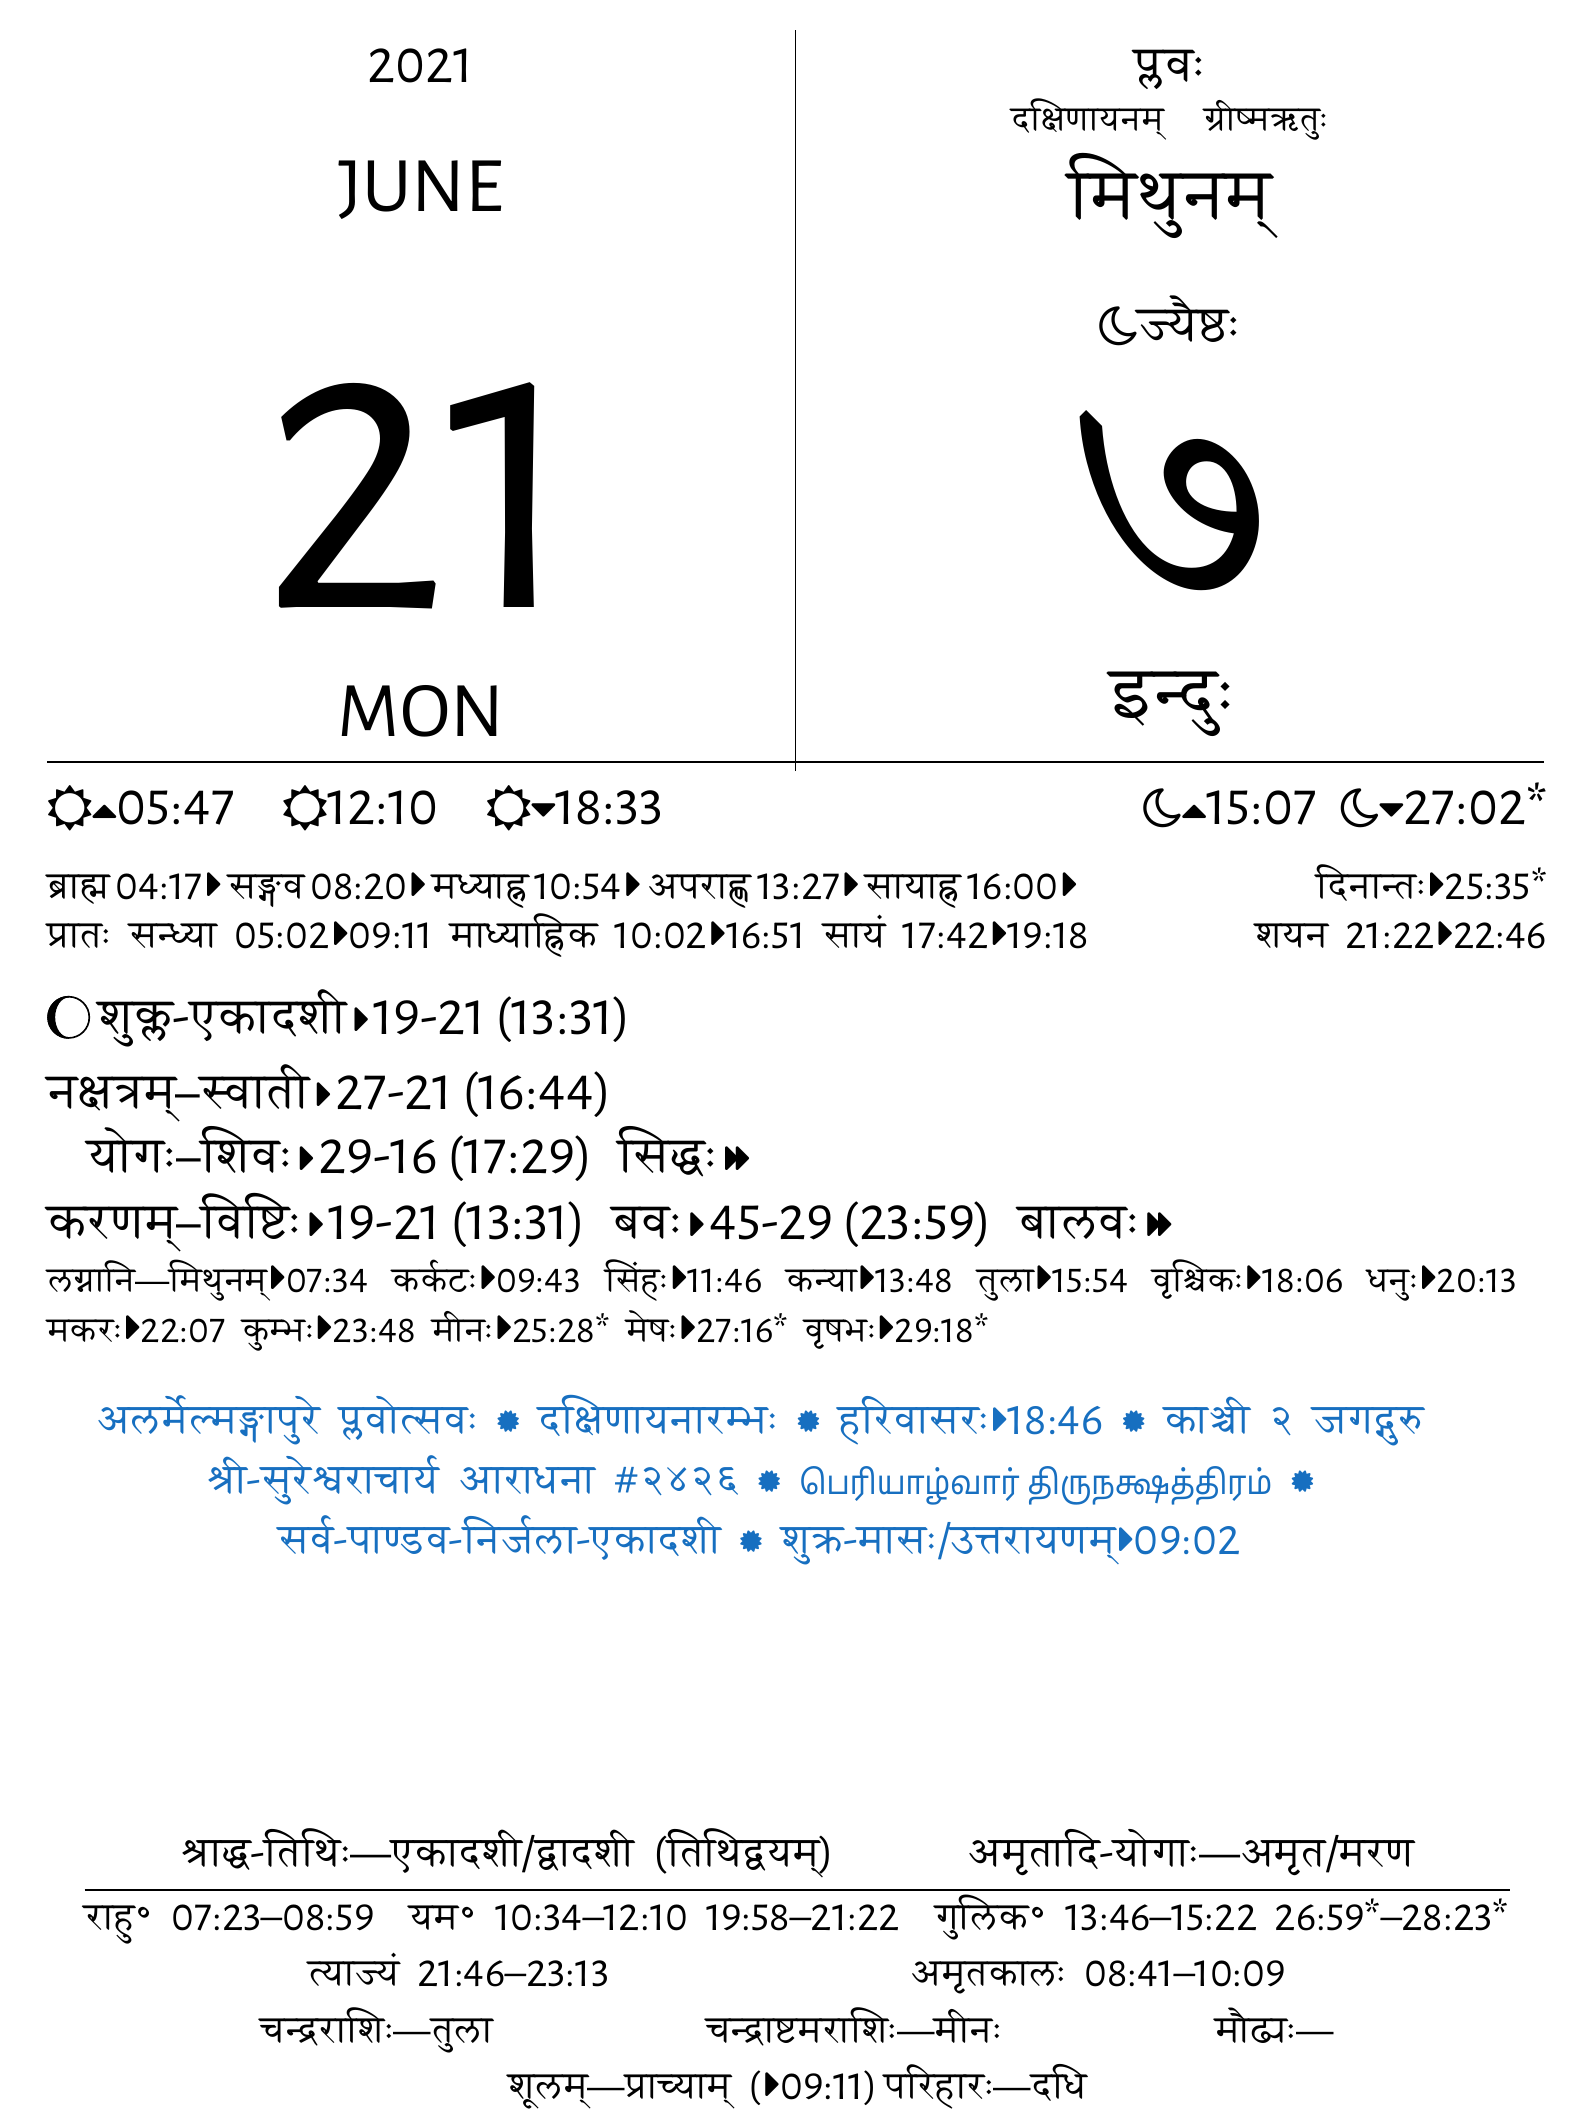 2021
JUNE
21
MON
प्लवः
दक्षिणायनम् ग्रीष्मऋतुः
मिथुनम्
ज्यैष्ठः
७
इन्दुः
05:47 12:10 18:33 15:07 27:02*
ब्राह्म 04:17 सङ्गव 08:20 मध्याह्न 10:54 अपराह्ण 13:27 सायाह्न 16:00 दिनान्तः 25:35*
प्रातः सन्ध्या 05:02 09:11 माध्याह्निक 10:02 16:51 सायं 17:42 19:18 शयन 21:22 22:46
शुक्ल-एकादशी 19-21 (13:31)
नक्षत्रम्–स्वाती 27-21 (16:44)
योगः–शिवः 29-16 (17:29) सिद्धः
करणम्–विष्टिः 19-21 (13:31) बवः 45-29 (23:59) बालवः
लग्नानि—मिथुनम् 07:34 कर्कटः 09:43 सिंहः 11:46 कन्या 13:48 तुला 15:54 वृश्चिकः 18:06 धनुः 20:13
मकरः 22:07 कुम्भः 23:48 मीनः 25:28* मेषः 27:16* वृषभः 29:18*
अलर्मेल्मङ्गापुरे प्लवोत्सवः ✹ दक्षिणायनारम्भः ✹ हरिवासरः 18:46 ✹ काञ्ची २ जगद्गुरु
श्री-सुरेश्वराचार्य आराधना #२४२६ ✹ பெரியாழ்வார் திருநக்ஷத்திரம் ✹
सर्व-पाण्डव-निर्जला-एकादशी ✹ शुक्र-मासः/उत्तरायणम् 09:02
श्राद्ध-तिथिः—एकादशी/द्वादशी (तिथिद्वयम्) अमृतादि-योगाः—अमृत/मरण
राहु° 07:23–08:59 यम° 10:34–12:10 19:58–21:22 गुलिक° 13:46–15:22 26:59*–28:23*
त्याज्यं 21:46–23:13 अमृतकालः 08:41–10:09
चन्द्रराशिः—तुला चन्द्राष्टमराशिः—मीनः मौढ्यः—
शूलम्—प्राच्याम् (09:11) परिहारः—दधि